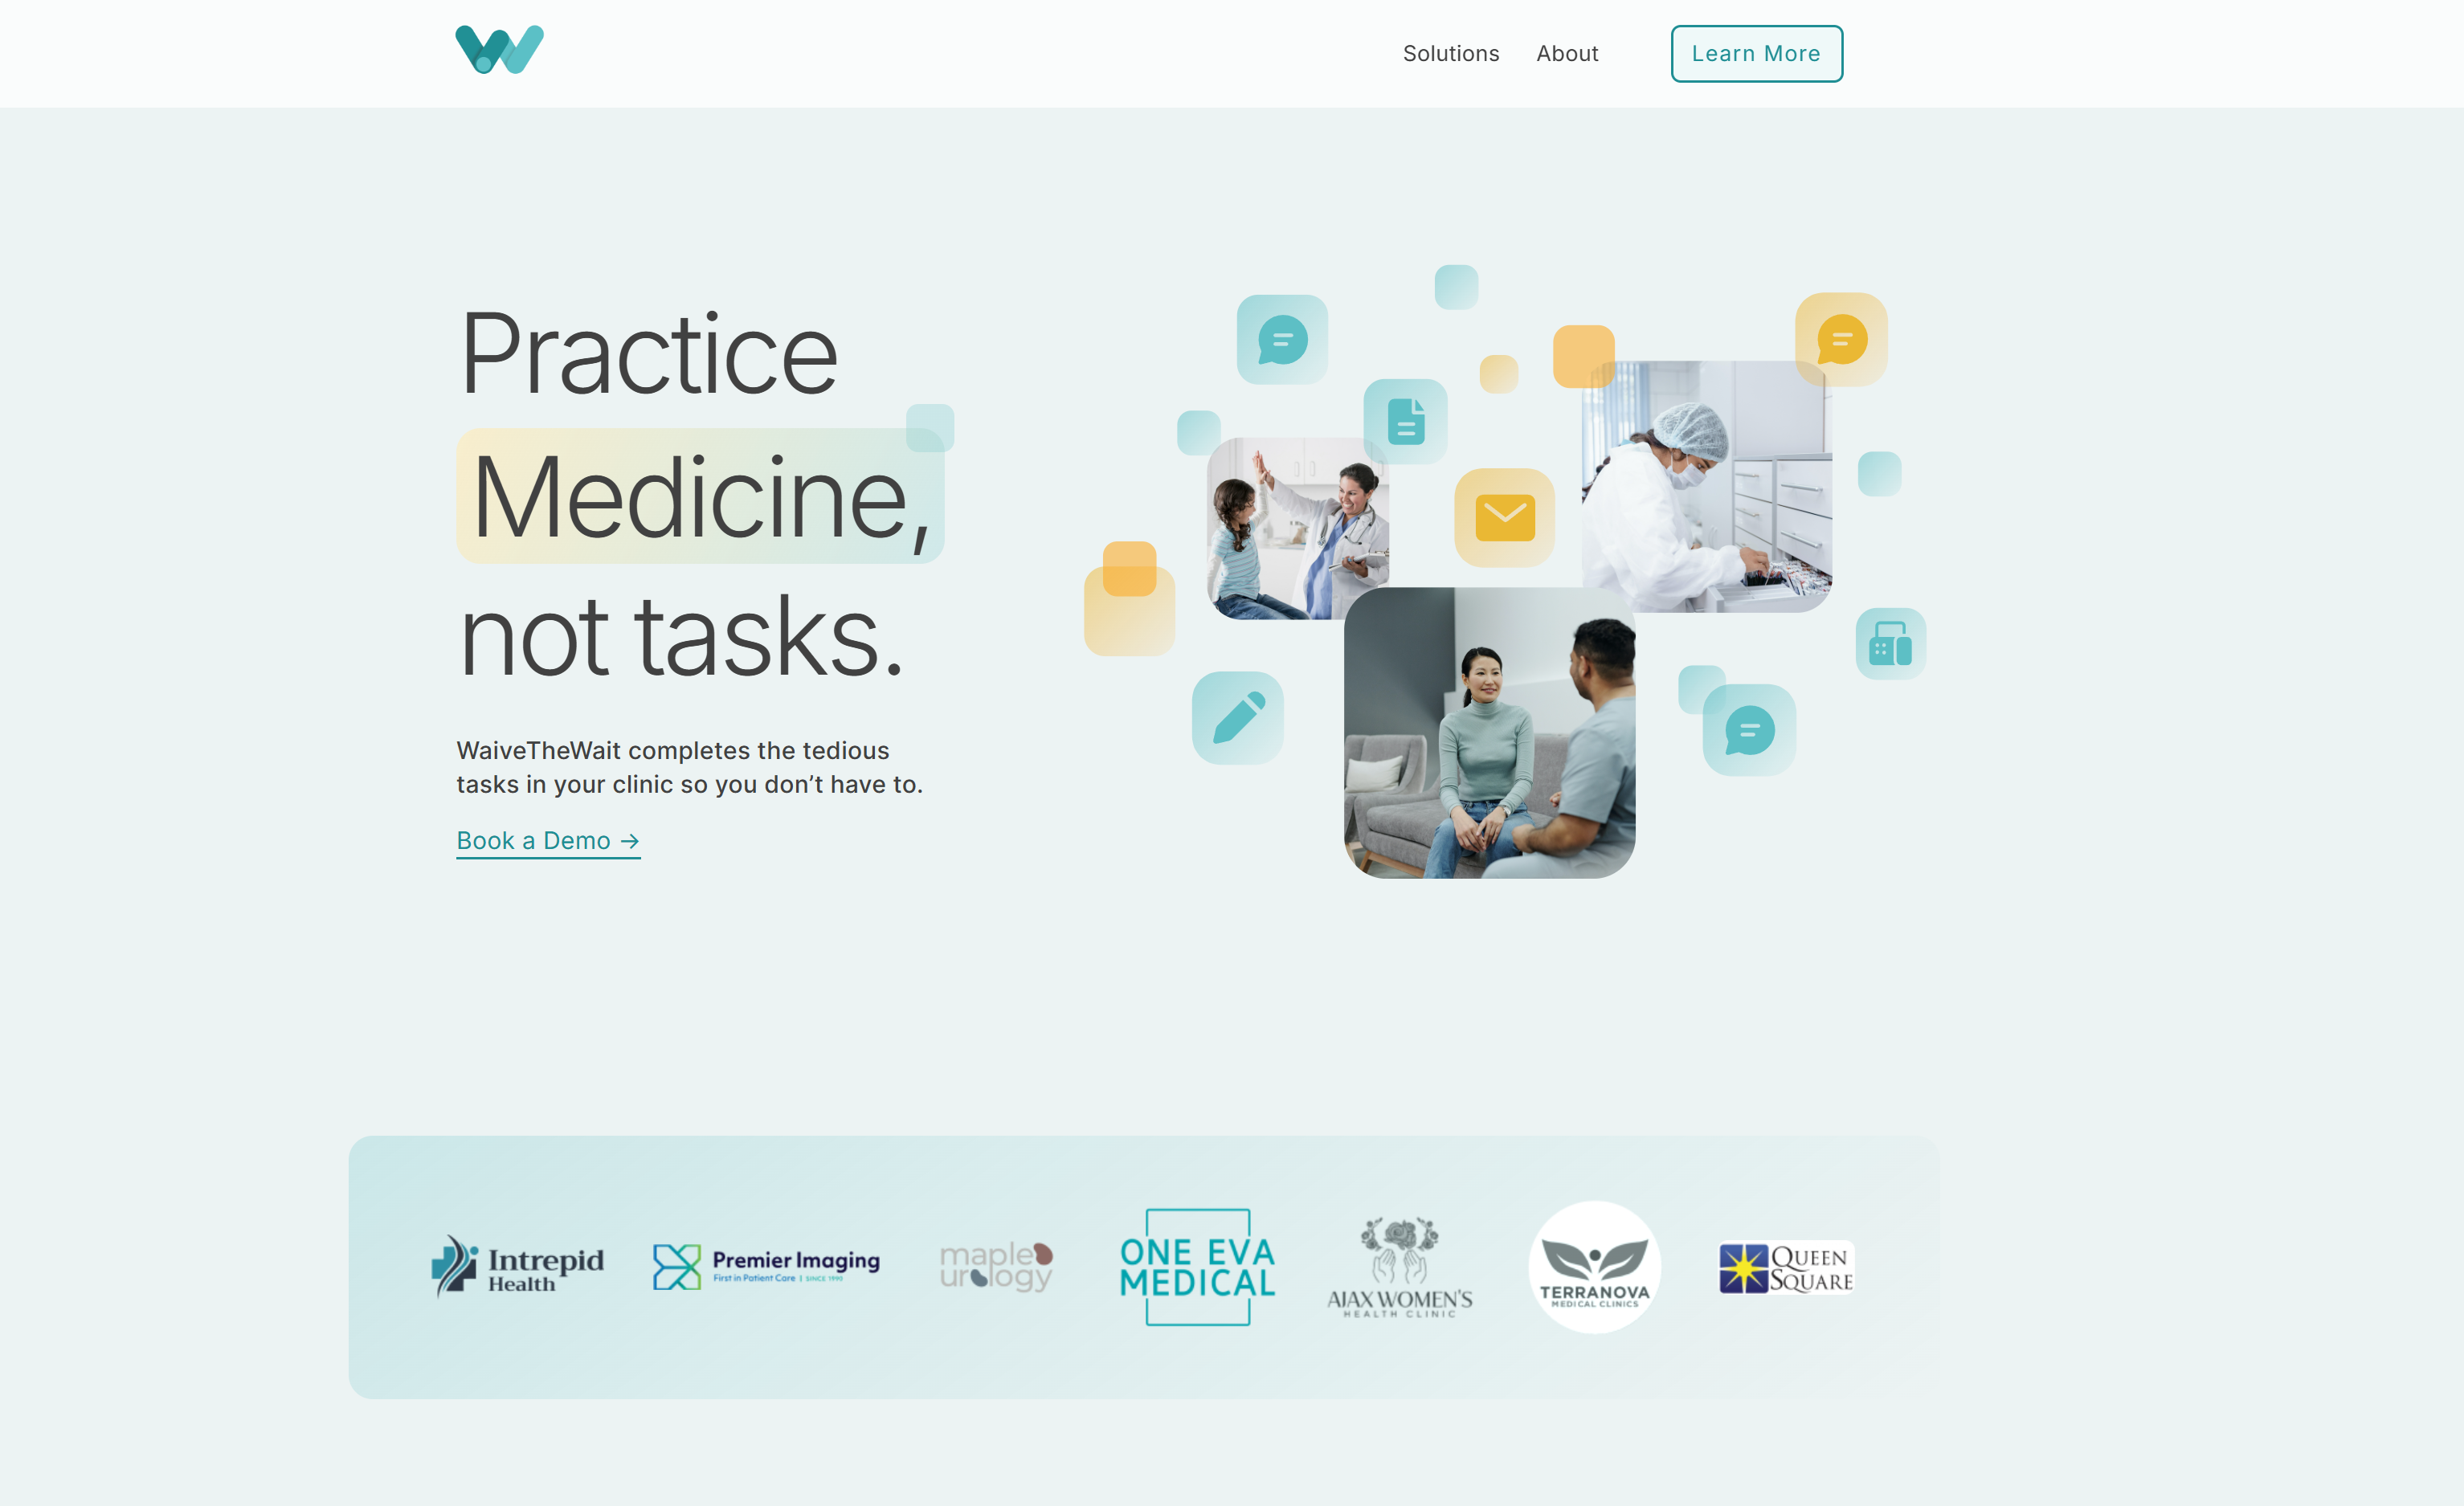 Solutions
About
Learn More
Practice
Medicine,
not tasks.
WaiveTheWait completes the tedious
tasks in your clinic so you don’t have to.
Book a Demo →
Intrepid
Health
Premier Imaging
First in Patient Care | SINCE 1990
maple
urology
ONE EVA
MEDICAL
AJAX WOMEN'S
HEALTH CLINIC
TERRANOVA
MEDICAL CLINICS
QUEEN
SQUARE